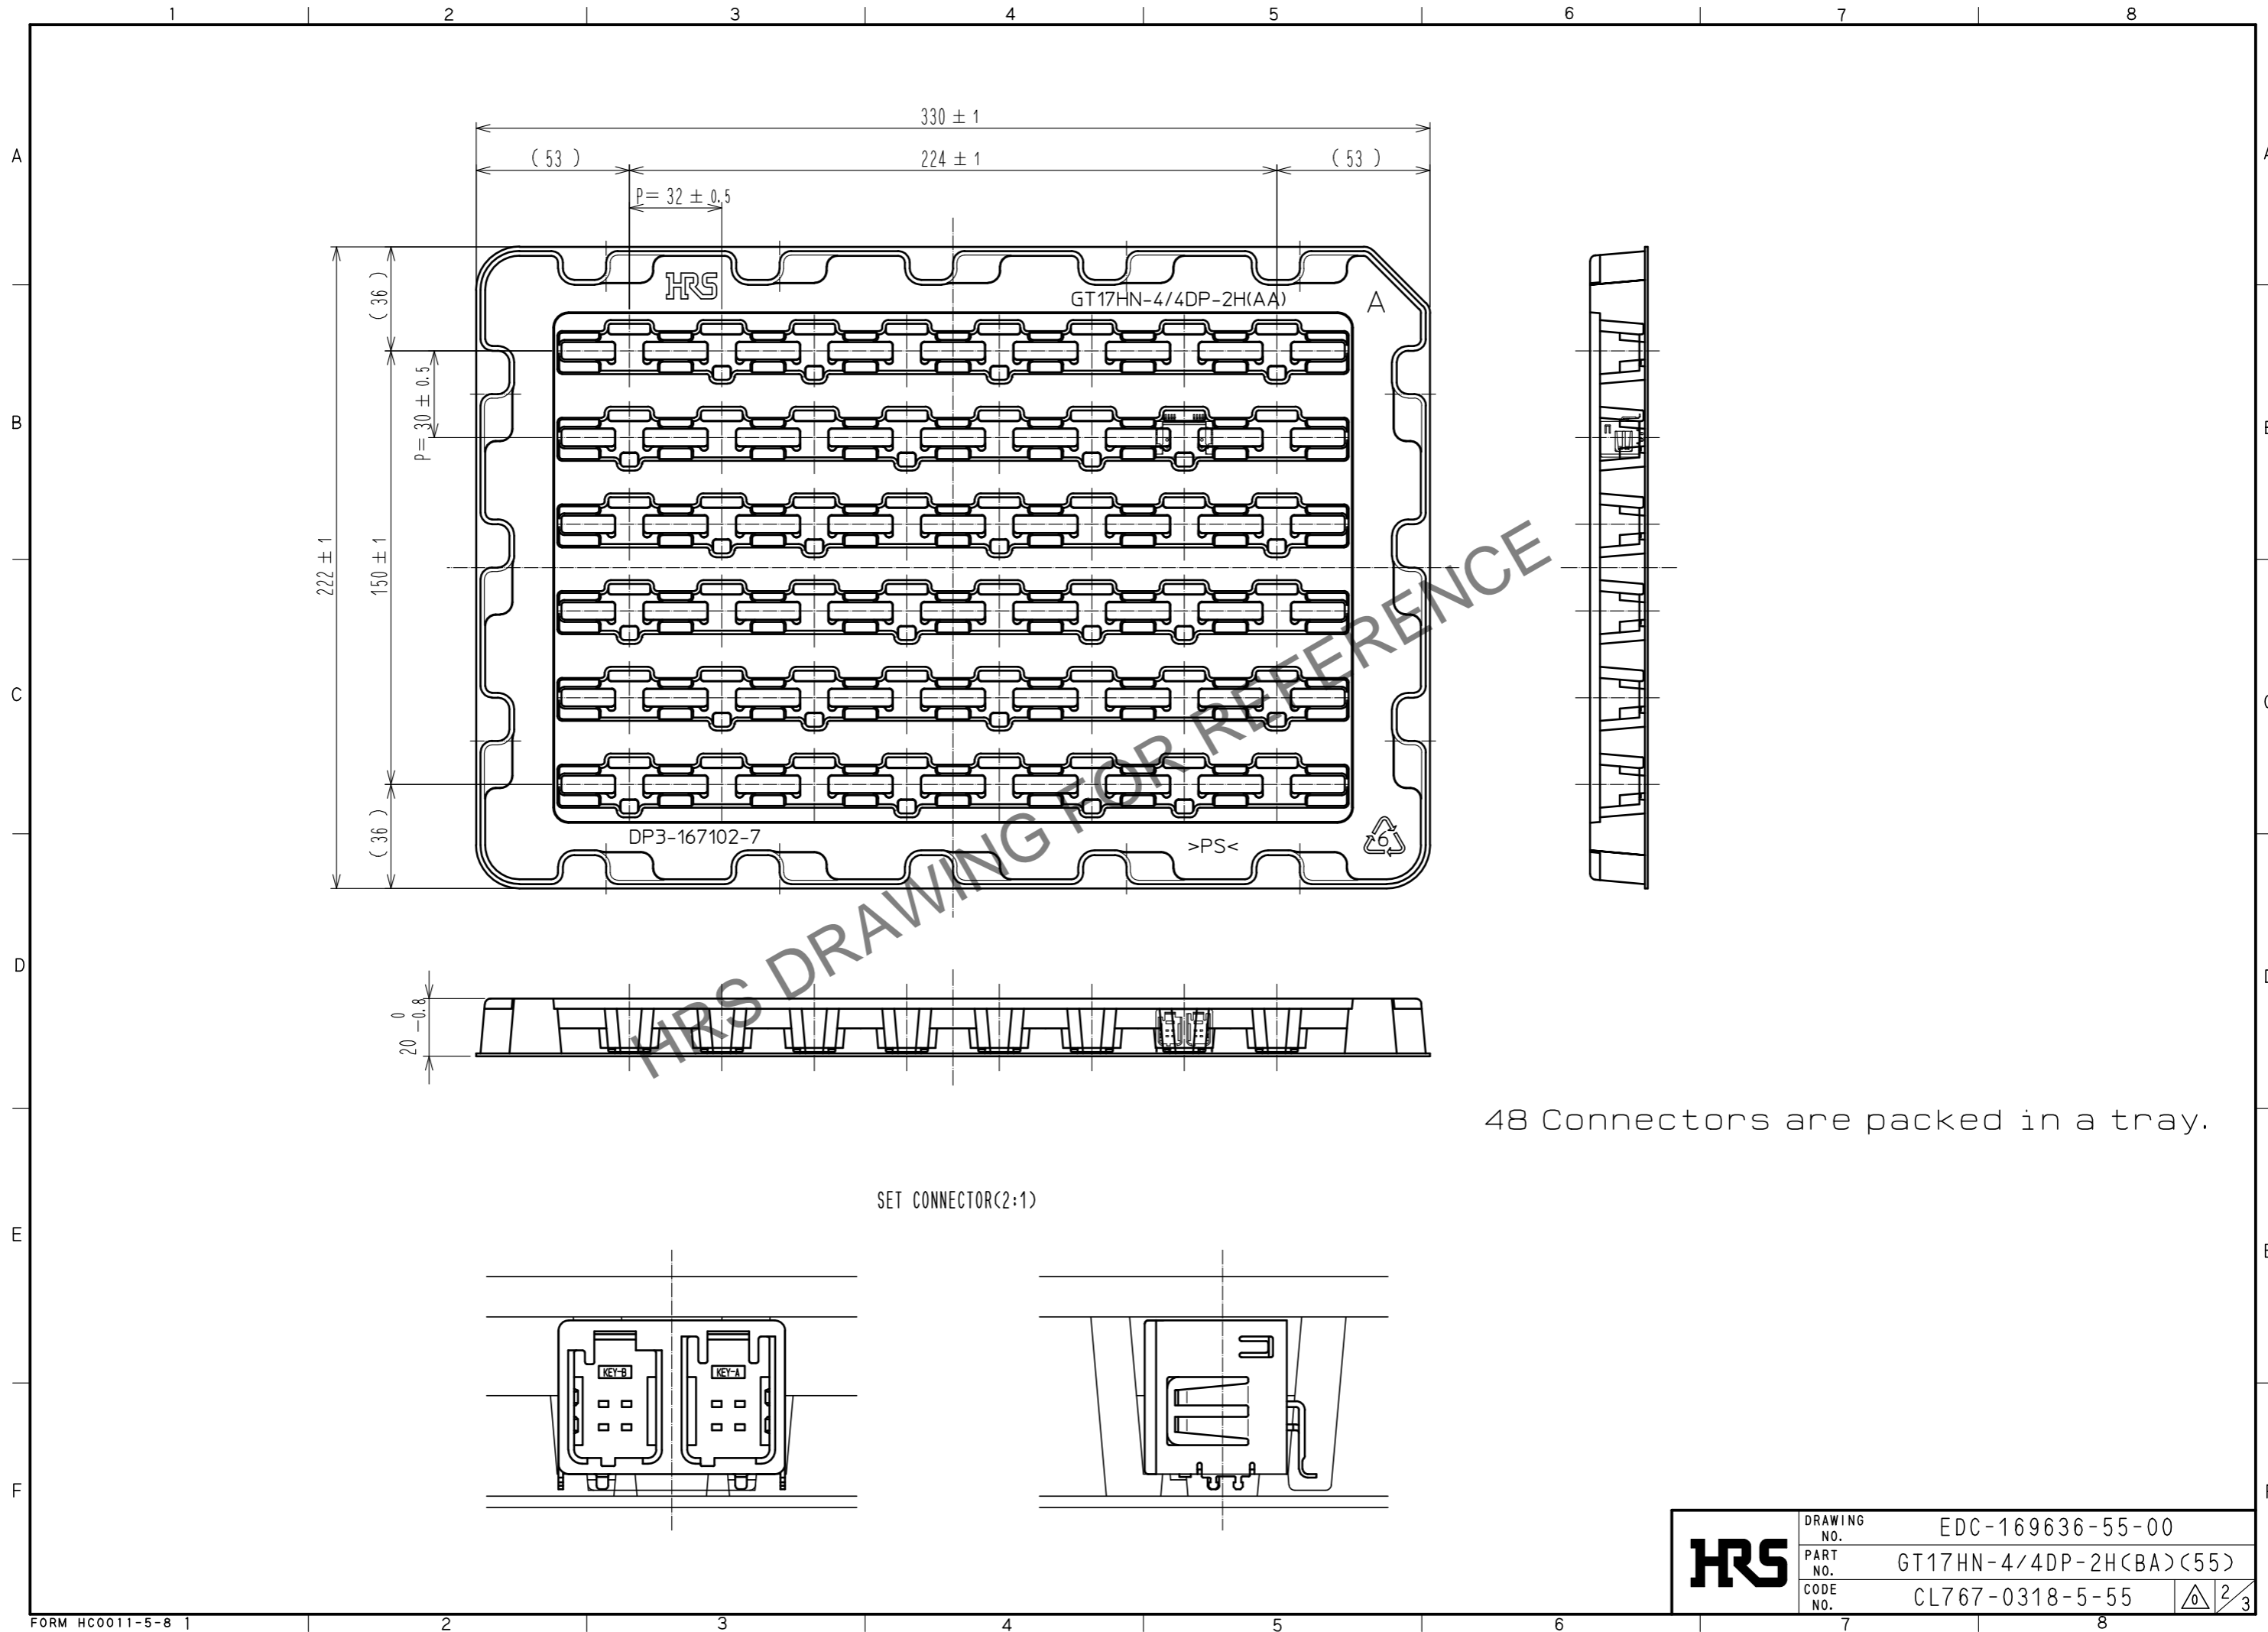 1 2 3 4 5 6 7 8
330 ± 1
( 53 ) 224 ± 1 ( 53 )
P= 32 ± 0.5
A
( 36 )
HRS
GT17HN-4/4DP-2H(AA)
A
P= 30 ± 0.5
B
222 ± 1
150 ± 1
C
( 36 )
DP3-167102-7
>PS<
6
HRS DRAWING FOR REFERENCE
D
20 0 -0.8
48 Connectors are packed in a tray.
SET CONNECTOR(2:1)
E
KEY-B KEY-A
F
HRS
DRAWING NO. EDC-169636-55-00
PART NO. GT17HN-4/4DP-2H(BA)(55)
CODE NO. CL767-0318-5-55 0 2/3
FORM HC0011-5-8 1 2 3 4 5 6 7 8